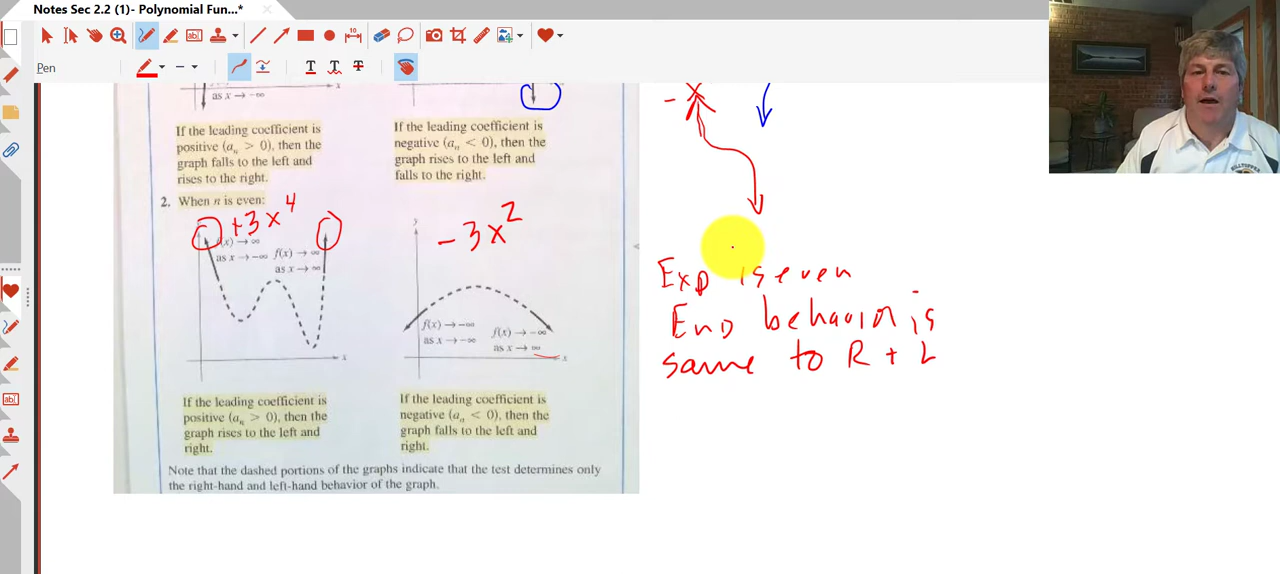 Notes Sec 2.2 (1)- Polynomial Fun...*
Pen
as x → -∞
If the leading coefficient is
positive (aₙ > 0), then the
graph falls to the left and
rises to the right.
If the leading coefficient is
negative (aₙ < 0), then the
graph rises to the left and
falls to the right.
2. When n is even:
+3x⁴
f(x) → ∞
as x → -∞
f(x) → ∞
as x → ∞
x
If the leading coefficient is
positive (aₙ > 0), then the
graph rises to the left and
right.
y
-3x²
f(x) → -∞
as x → -∞
f(x) → -∞
as x → ∞
x
If the leading coefficient is
negative (aₙ < 0), then the
graph falls to the left and
right.
Note that the dashed portions of the graphs indicate that the test determines only
the right-hand and left-hand behavior of the graph.
- x
Exp is even
End behavior is
same to R + L
HILLTOPPER